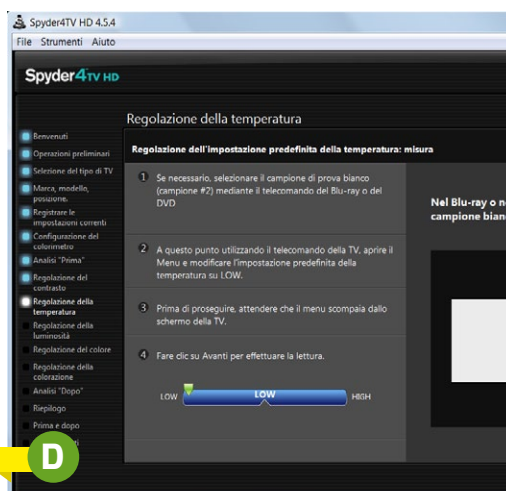 Spyder4TV HD 4.5.4
File Strumenti Aiuto
Spyder4TV HD
Regolazione della temperatura
Benvenuti
Operazioni preliminari
Selezione del tipo di TV
Marca, modello,
posizione.
Registrare le
impostazioni correnti
Configurazione del
colorimetro
Analisi "Prima"
Regolazione del
contrasto
Regolazione della
temperatura
Regolazione della
luminosità
Regolazione del colore
Regolazione della
colorazione
Analisi "Dopo"
Riepilogo
Prima e dopo
Regolazione dell'impostazione predefinita della temperatura: misura
1 Se necessario, selezionare il campione di prova bianco
(campione #2) mediante il telecomando del Blu-ray o del
DVD
2 A questo punto utilizzando il telecomando della TV, aprire il
Menu e modificare l'impostazione predefinita della
temperatura su LOW.
3 Prima di proseguire, attendere che il menu scompaia dallo
schermo della TV.
4 Fare clic su Avanti per effettuare la lettura.
LOW LOW HIGH
Nel Blu-ray o n
campione bian
D